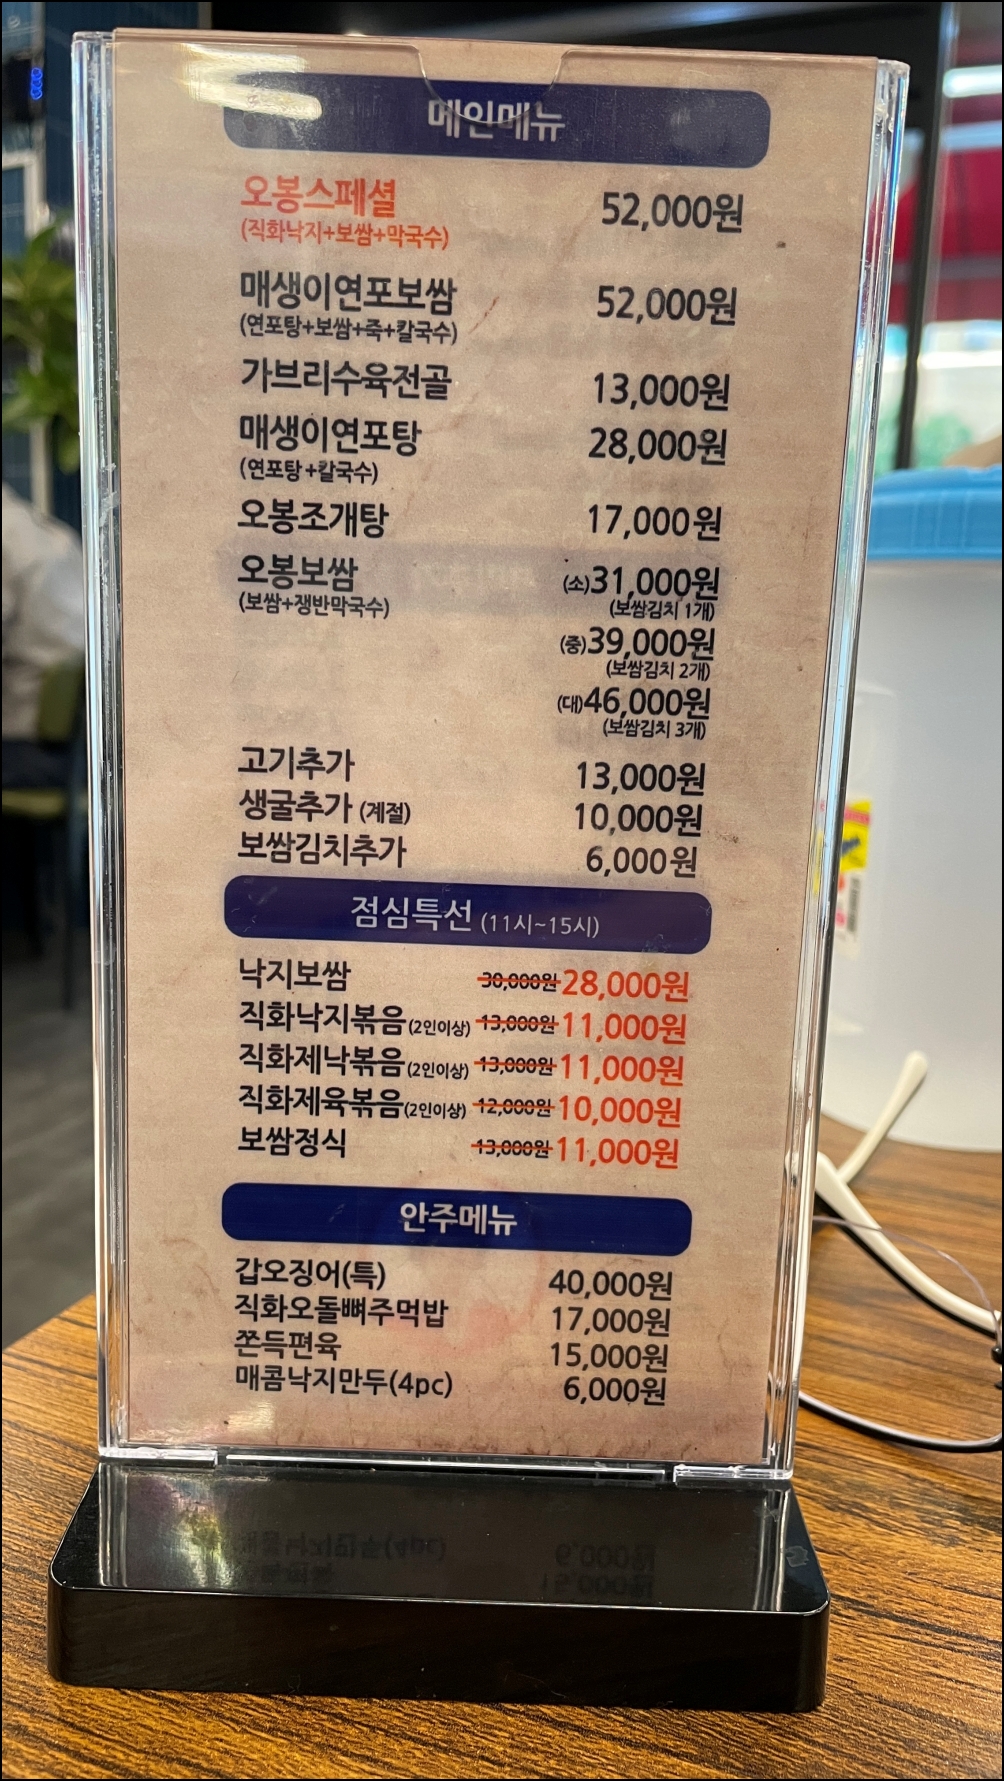 메인메뉴
오봉스페셜 52,000원
(직화낙지+보쌈+막국수)
매생이연포보쌈 52,000원
(연포탕+보쌈+죽+칼국수)
가브리수육전골 13,000원
매생이연포탕 28,000원
(연포탕+칼국수)
오봉조개탕 17,000원
오봉보쌈 (소)31,000원
(보쌈+쟁반막국수) (보쌈김치 1개)
(중)39,000원
(보쌈김치 2개)
(대)46,000원
(보쌈김치 3개)
고기추가 13,000원
생굴추가 (계절) 10,000원
보쌈김치추가 6,000원
점심특선 (11시~15시)
낙지보쌈 30,000원 28,000원
직화낙지볶음(2인이상) 13,000원 11,000원
직화제낙볶음(2인이상) 13,000원 11,000원
직화제육볶음(2인이상) 12,000원 10,000원
보쌈정식 13,000원 11,000원
안주메뉴
갑오징어(특) 40,000원
직화오돌뼈주먹밥 17,000원
쫀득편육 15,000원
매콤낙지만두(4pc) 6,000원